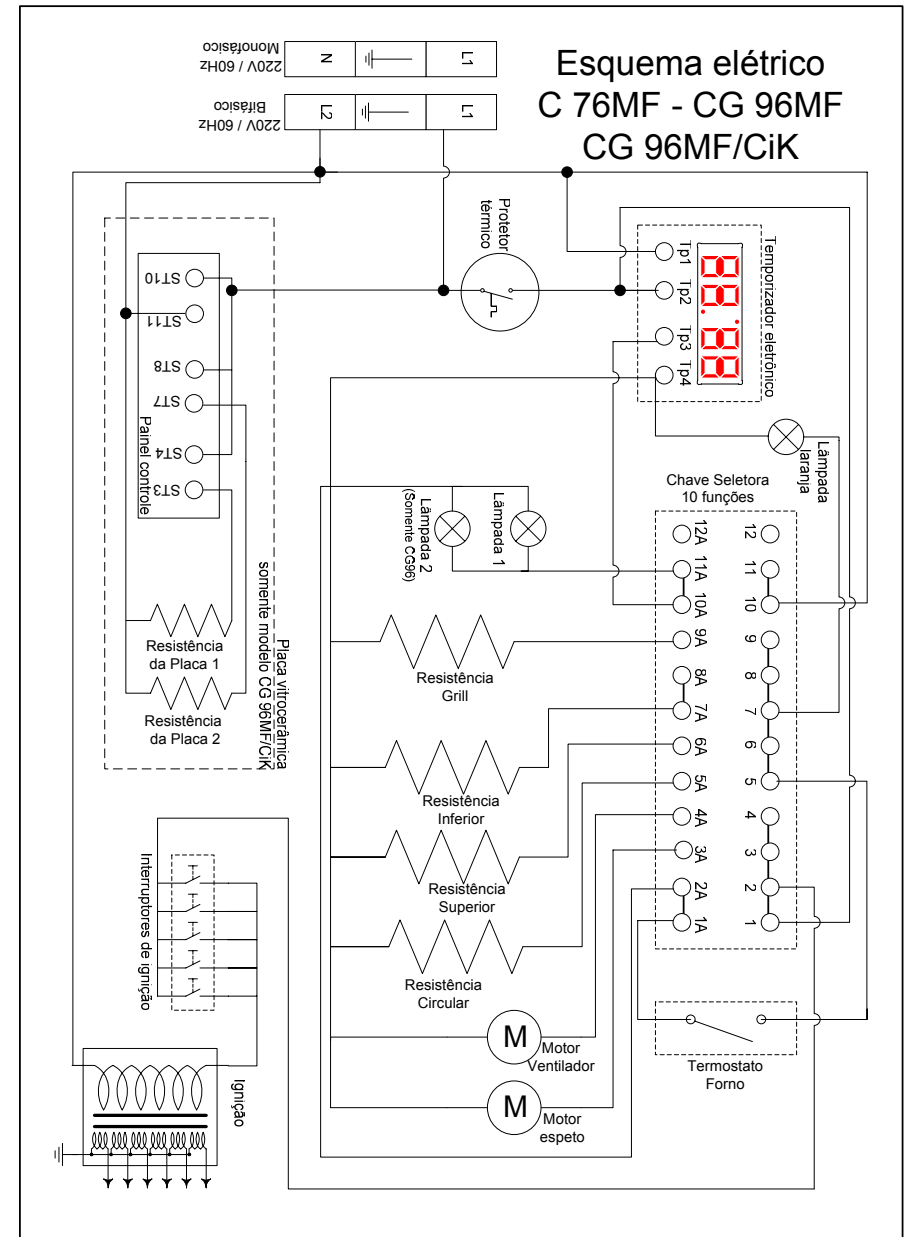 Esquema elétrico
C 76MF - CG 96MF
CG 96MF/CiK
220V / 60Hz
Monofásico
N
L1
220V / 60Hz
Bifásico
L2
L1
Protetor
térmico
Temporizador eletrônico
Tp1
Tp2
Tp3
Tp4
Lâmpada
laranja
ST10
ST11
ST8
ST7
ST4
ST3
Painel controle
Resistência
da Placa 1
Resistência
da Placa 2
Placa vitrocerâmica
somente modelo CG 96MF/CiK
Chave Seletora
10 funções
12A
11A
10A
9A
8A
7A
6A
5A
4A
3A
2A
1A
12
11
10
9
8
7
6
5
4
3
2
1
Lâmpada 1
Lâmpada 2
(Somente CG96)
Resistência
Grill
Resistência
Inferior
Resistência
Superior
Resistência
Circular
M
Motor
Ventilador
M
Motor
espeto
Termostato
Forno
Interruptores de ignição
Ignição